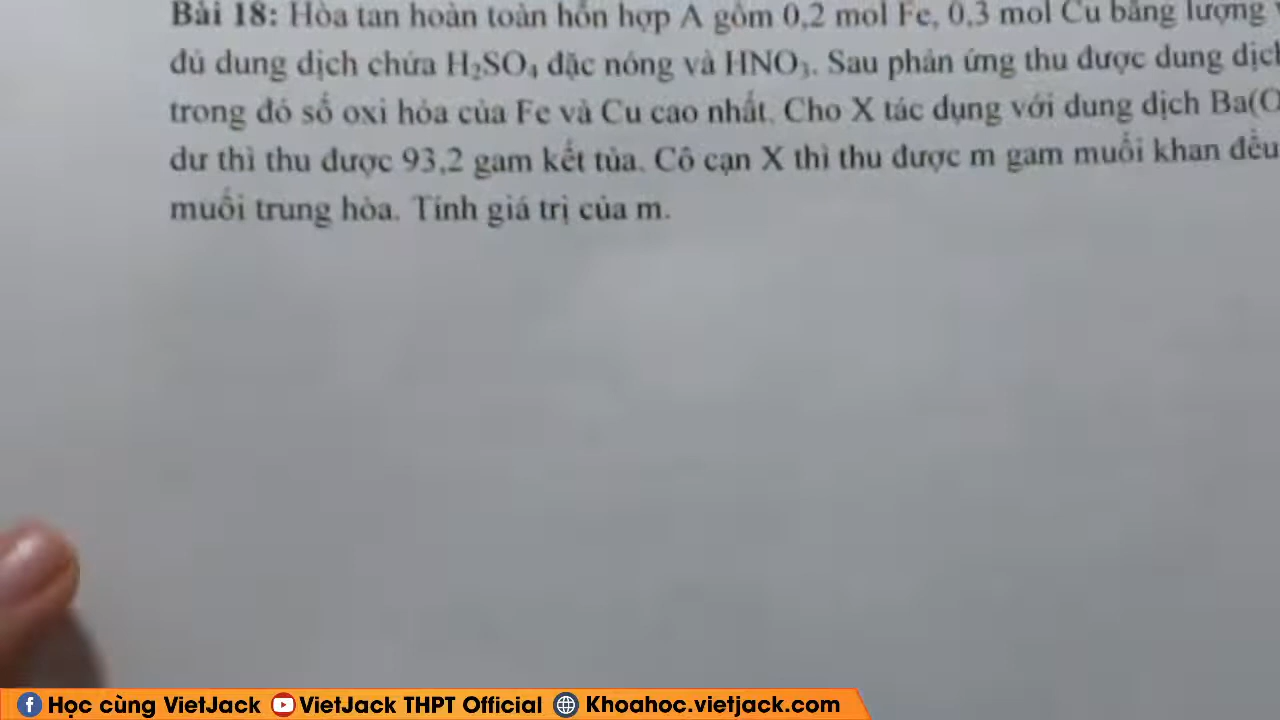 Bài 18: Hòa tan hoàn toàn hỗn hợp A gồm 0,2 mol Fe, 0,3 mol Cu bằng lượng
đủ dung dịch chứa H₂SO₄ đặc nóng và HNO₃. Sau phản ứng thu được dung dịch
trong đó số oxi hóa của Fe và Cu cao nhất. Cho X tác dụng với dung dịch Ba(O
dư thì thu được 93,2 gam kết tủa. Cô cạn X thì thu được m gam muối khan đều
muối trung hòa. Tính giá trị của m.
Học cùng VietJack VietJack THPT Official Khoahoc.vietjack.com